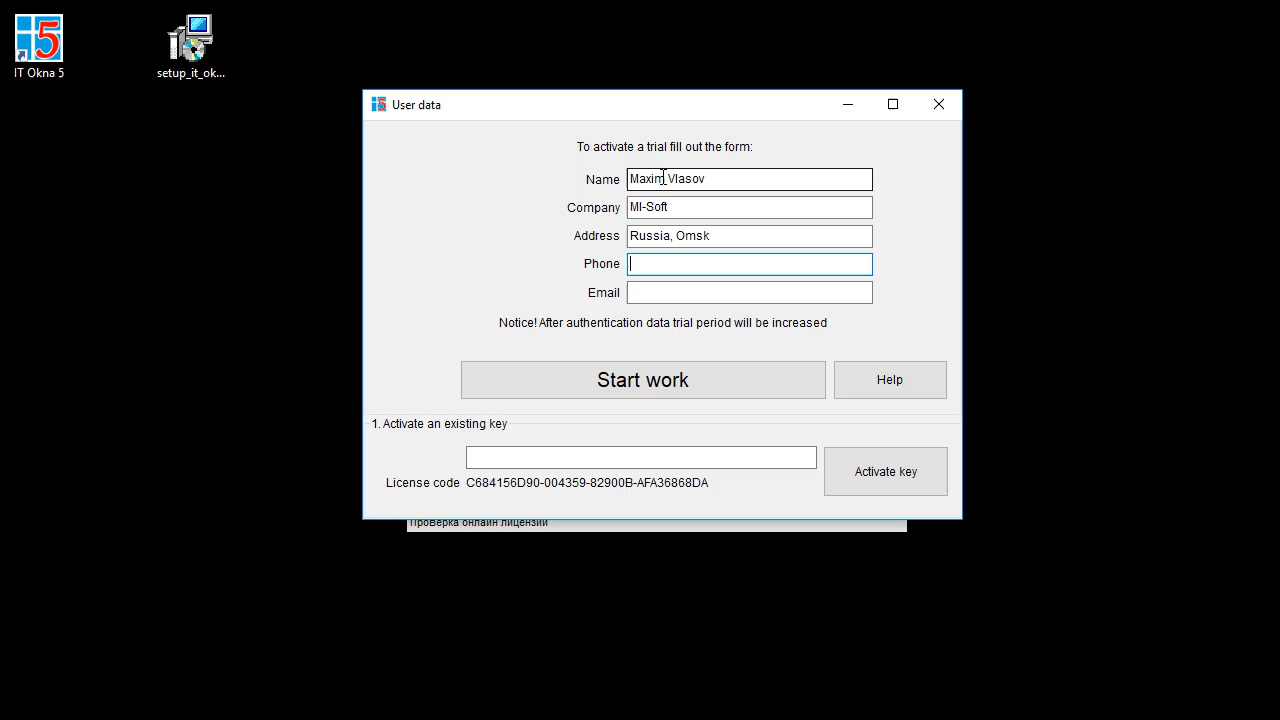 IT Okna 5
setup_it_ok...
User data
To activate a trial fill out the form:
Name Maxim Vlasov
Company MI-Soft
Address Russia, Omsk
Phone
Email
Notice! After authentication data trial period will be increased
Start work
Help
1. Activate an existing key
Activate key
License code C684156D90-004359-82900B-AFA36868DA
Проверка онлайн лицензии